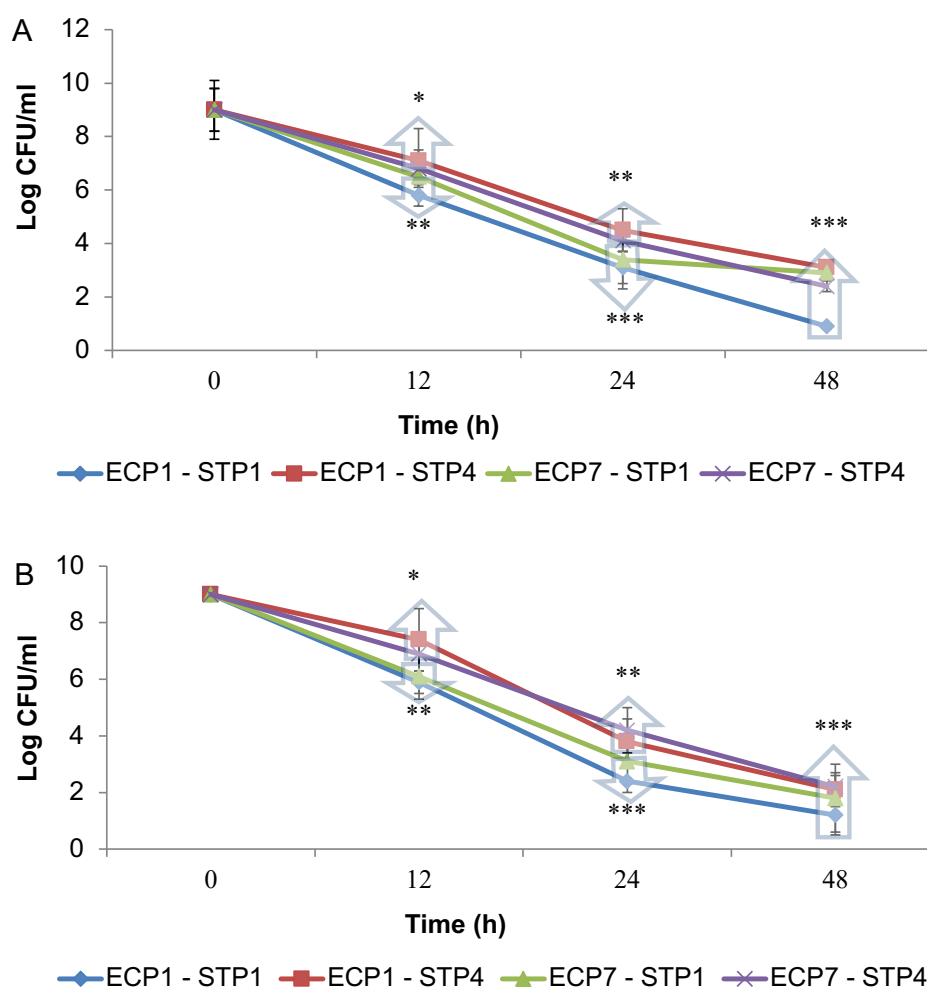 A
Log CFU/ml
12
10
8
6
4
2
0
*
**
**
***
***
0 12 24 48
Time (h)
ECP1 - STP1 ECP1 - STP4 ECP7 - STP1 ECP7 - STP4
B
Log CFU/ml
10
8
6
4
2
0
*
**
**
***
***
0 12 24 48
Time (h)
ECP1 - STP1 ECP1 - STP4 ECP7 - STP1 ECP7 - STP4